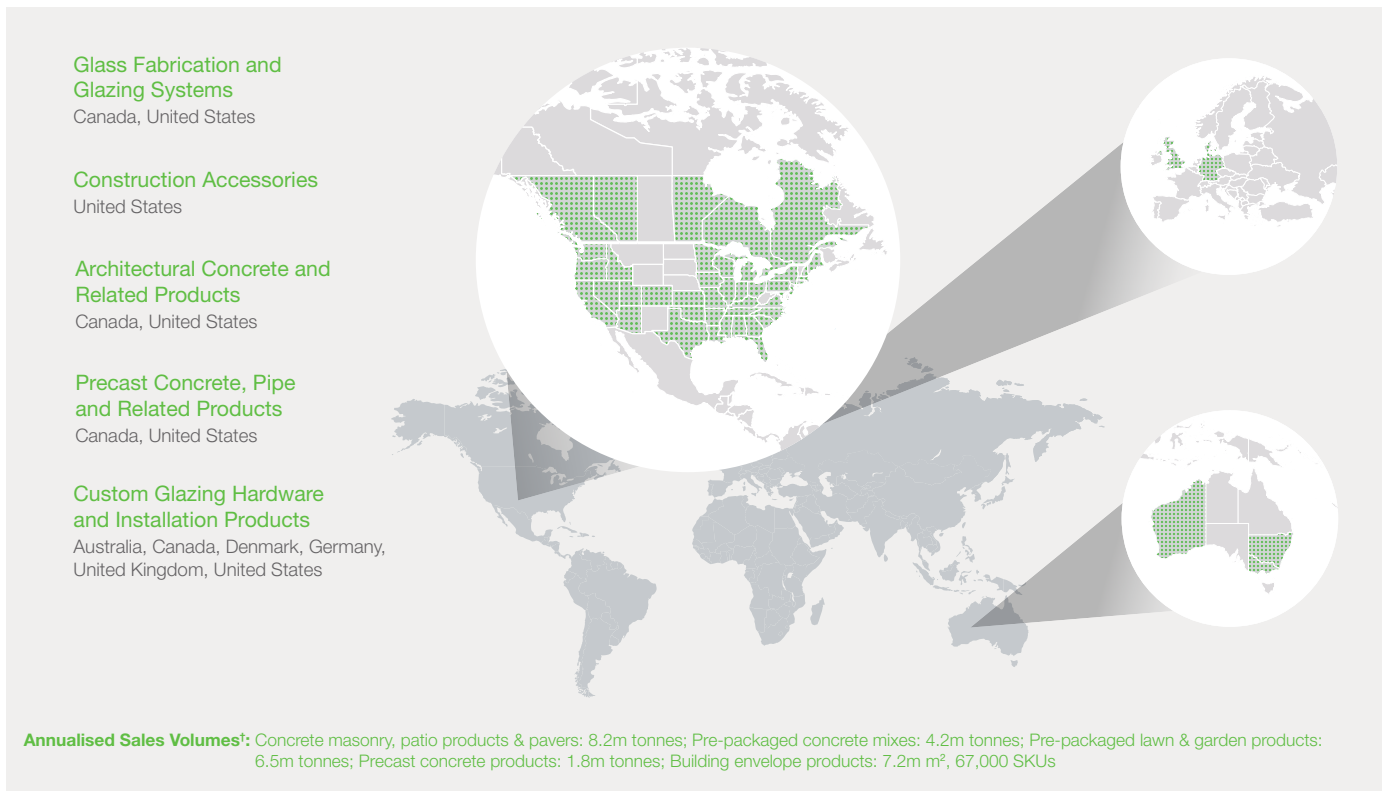 Glass Fabrication and
Glazing Systems
Canada, United States
Construction Accessories
United States
Architectural Concrete and
Related Products
Canada, United States
Precast Concrete, Pipe
and Related Products
Canada, United States
Custom Glazing Hardware
and Installation Products
Australia, Canada, Denmark, Germany,
United Kingdom, United States
Annualised Sales Volumes†: Concrete masonry, patio products & pavers: 8.2m tonnes; Pre-packaged concrete mixes: 4.2m tonnes; Pre-packaged lawn & garden products:
6.5m tonnes; Precast concrete products: 1.8m tonnes; Building envelope products: 7.2m m², 67,000 SKUs